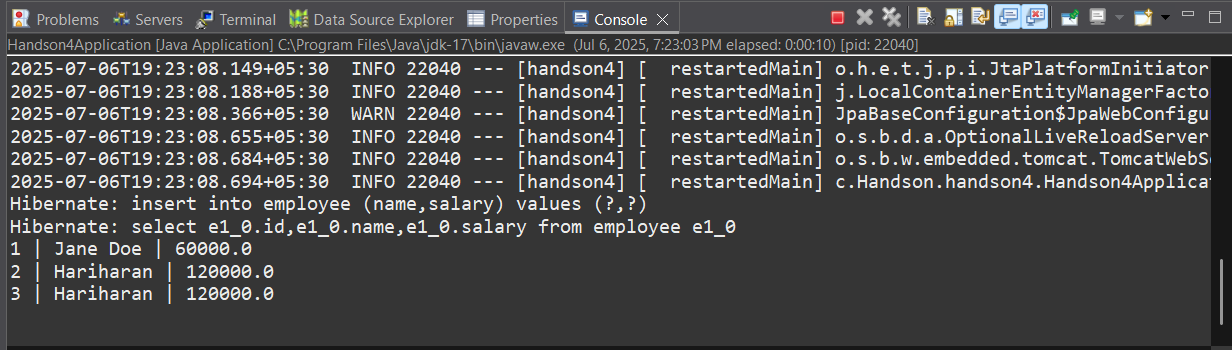 Problems Servers Terminal Data Source Explorer Properties Console
Handson4Application [Java Application] C:\Program Files\Java\jdk-17\bin\javaw.exe (Jul 6, 2025, 7:23:03 PM elapsed: 0:00:10) [pid: 22040]
2025-07-06T19:23:08.149+05:30  INFO 22040 --- [handson4] [  restartedMain] o.h.e.t.j.p.i.JtaPlatformInitiator
2025-07-06T19:23:08.188+05:30  INFO 22040 --- [handson4] [  restartedMain] j.LocalContainerEntityManagerFacto
2025-07-06T19:23:08.366+05:30  WARN 22040 --- [handson4] [  restartedMain] JpaBaseConfiguration$JpaWebConfigu
2025-07-06T19:23:08.655+05:30  INFO 22040 --- [handson4] [  restartedMain] o.s.b.d.a.OptionalLiveReloadServer
2025-07-06T19:23:08.684+05:30  INFO 22040 --- [handson4] [  restartedMain] o.s.b.w.embedded.tomcat.TomcatWebSe
2025-07-06T19:23:08.694+05:30  INFO 22040 --- [handson4] [  restartedMain] c.Handson.handson4.Handson4Applicat
Hibernate: insert into employee (name,salary) values (?,?)
Hibernate: select e1_0.id,e1_0.name,e1_0.salary from employee e1_0
1 | Jane Doe | 60000.0
2 | Hariharan | 120000.0
3 | Hariharan | 120000.0